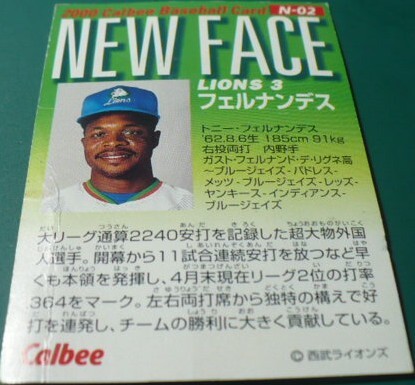 2000 Calbee Baseball Card N-02
NEW FACE
LIONS 3
フェルナンデス
Lions
トニー・フェルナンデス
'62.8.6生 185cm 91kg
右投両打 内野手
ガスト・フェルナンド・デ・リグネ高
〜ブルージェイズ-パドレス-
メッツ-ブルージェイズ-レッズ-
ヤンキース-インディアンス-
ブルージェイズ
大リーグ通算2240安打を記録した超大物外国
人選手。開幕から11試合連続安打を放つなど早
くも本領を発揮し、4月末現在リーグ2位の打率
364をマーク。左右両打席から独特の構えで好
打を連発し、チームの勝利に大きく貢献している。
Calbee
©西武ライオンズ